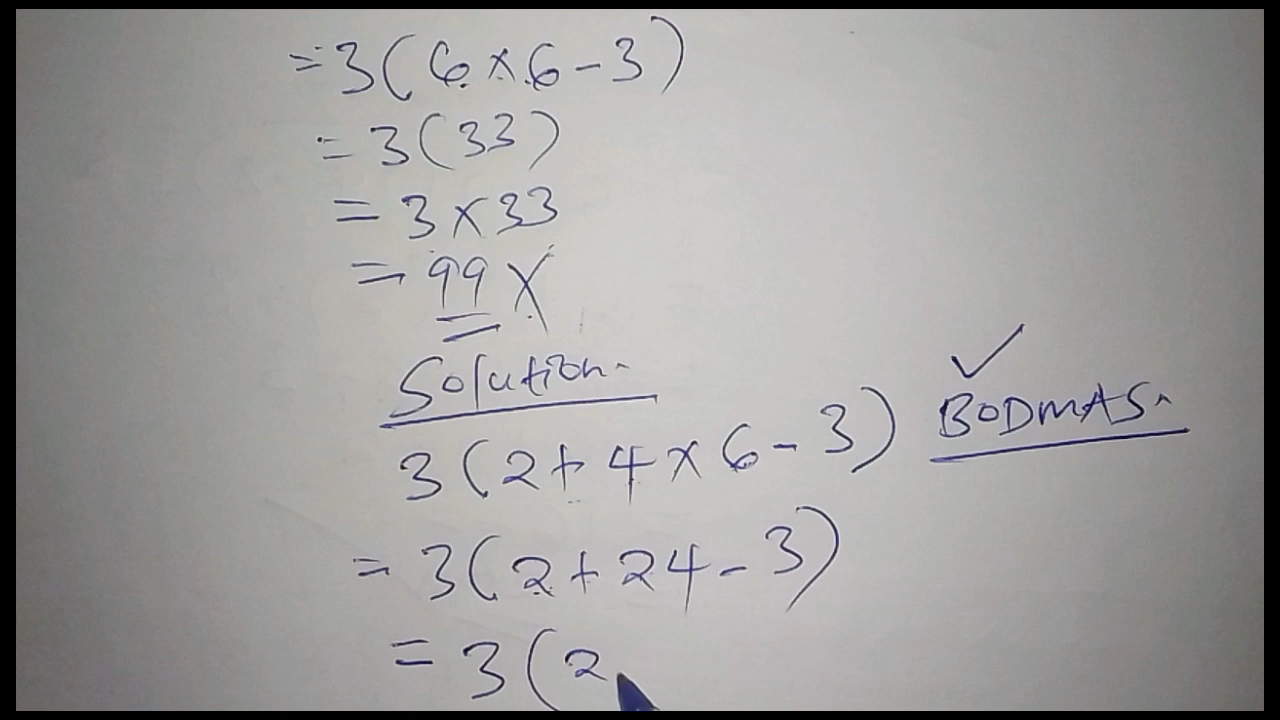 = 3(6×6-3)
= 3(33)
= 3×33
= 99 X
Solution.
3(2+4×6-3) ✓ BODMAS.
= 3(2+24-3)
= 3(2